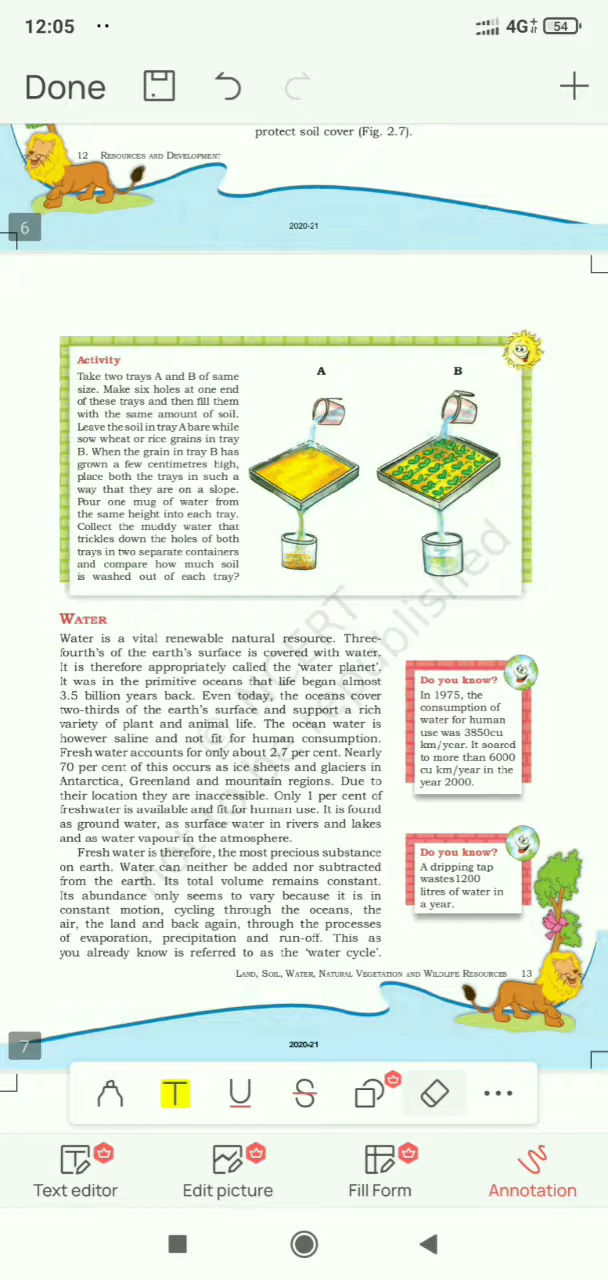 12:05
4G
54
Done
protect soil cover (Fig. 2.7).
12 RESOURCES AND DEVELOPMENT
6
2020-21
Activity
Take two trays A and B of same
size. Make six holes at one end
of these trays and then fill them
with the same amount of soil.
Leave the soil in tray A bare while
sow wheat or rice grains in tray
B. When the grain in tray B has
grown a few centimetres high,
place both the trays in such a
way that they are on a slope.
Pour one mug of water from
the same height into each tray.
Collect the muddy water that
trickles down the holes of both
trays in two separate containers
and compare how much soil
is washed out of each tray?
A
B
WATER
Water is a vital renewable natural resource. Three-
fourth's of the earth's surface is covered with water.
It is therefore appropriately called the 'water planet'.
It was in the primitive oceans that life began almost
3.5 billion years back. Even today, the oceans cover
two-thirds of the earth's surface and support a rich
variety of plant and animal life. The ocean water is
however saline and not fit for human consumption.
Fresh water accounts for only about 2.7 per cent. Nearly
70 per cent of this occurs as ice sheets and glaciers in
Antarctica, Greenland and mountain regions. Due to
their location they are inaccessible. Only 1 per cent of
freshwater is available and fit for human use. It is found
as ground water, as surface water in rivers and lakes
and as water vapour in the atmosphere.
Fresh water is therefore, the most precious substance
on earth. Water can neither be added nor subtracted
from the earth. Its total volume remains constant.
Its abundance only seems to vary because it is in
constant motion, cycling through the oceans, the
air, the land and back again, through the processes
of evaporation, precipitation and run-off. This as
you already know is referred to as the 'water cycle'.
Do you know?
In 1975, the
consumption of
water for human
use was 3850cu
km/year. It soared
to more than 6000
cu km/year in the
year 2000.
Do you know?
A dripping tap
wastes1200
litres of water in
a year.
LAND, SOIL, WATER, NATURAL VEGETATION AND WILDLIFE RESOURCES 13
7
2020-21
Text editor
Edit picture
Fill Form
Annotation